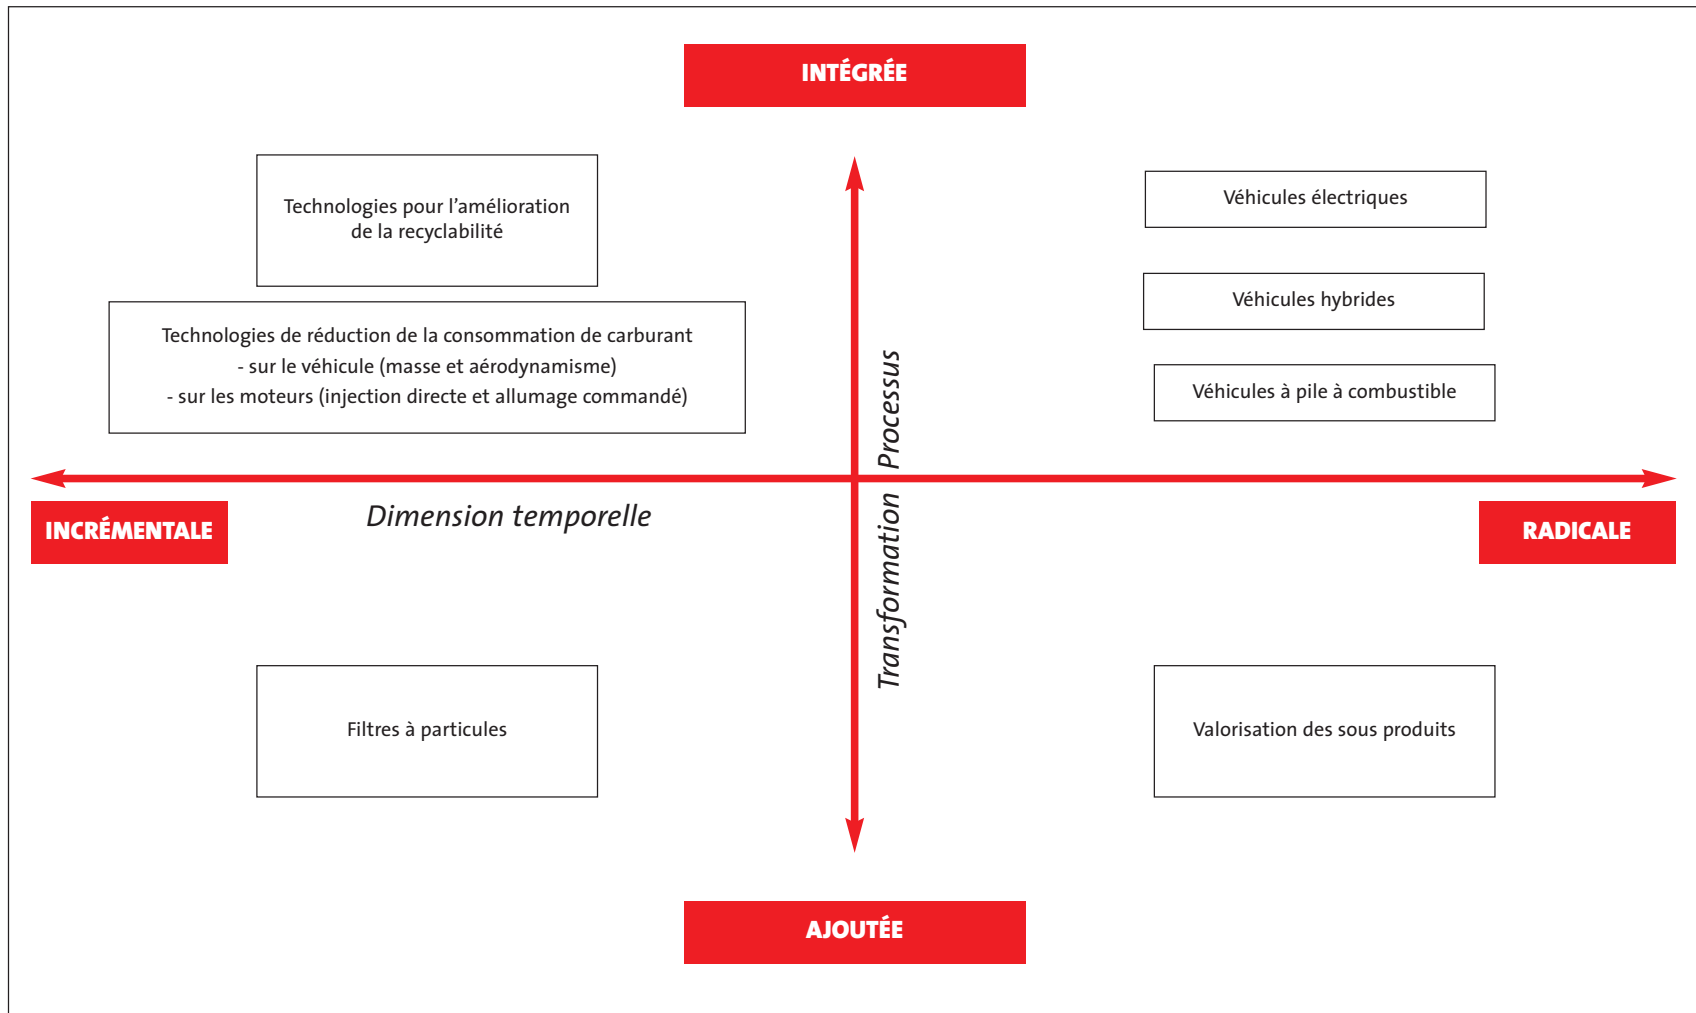 INTÉGRÉE
Technologies pour l'amélioration
de la recyclabilité
Véhicules électriques
Véhicules hybrides
Technologies de réduction de la consommation de carburant
- sur le véhicule (masse et aérodynamisme)
- sur les moteurs (injection directe et allumage commandé)
Véhicules à pile à combustible
Transformation Processus
INCRÉMENTALE
Dimension temporelle
RADICALE
Filtres à particules
Valorisation des sous produits
AJOUTÉE